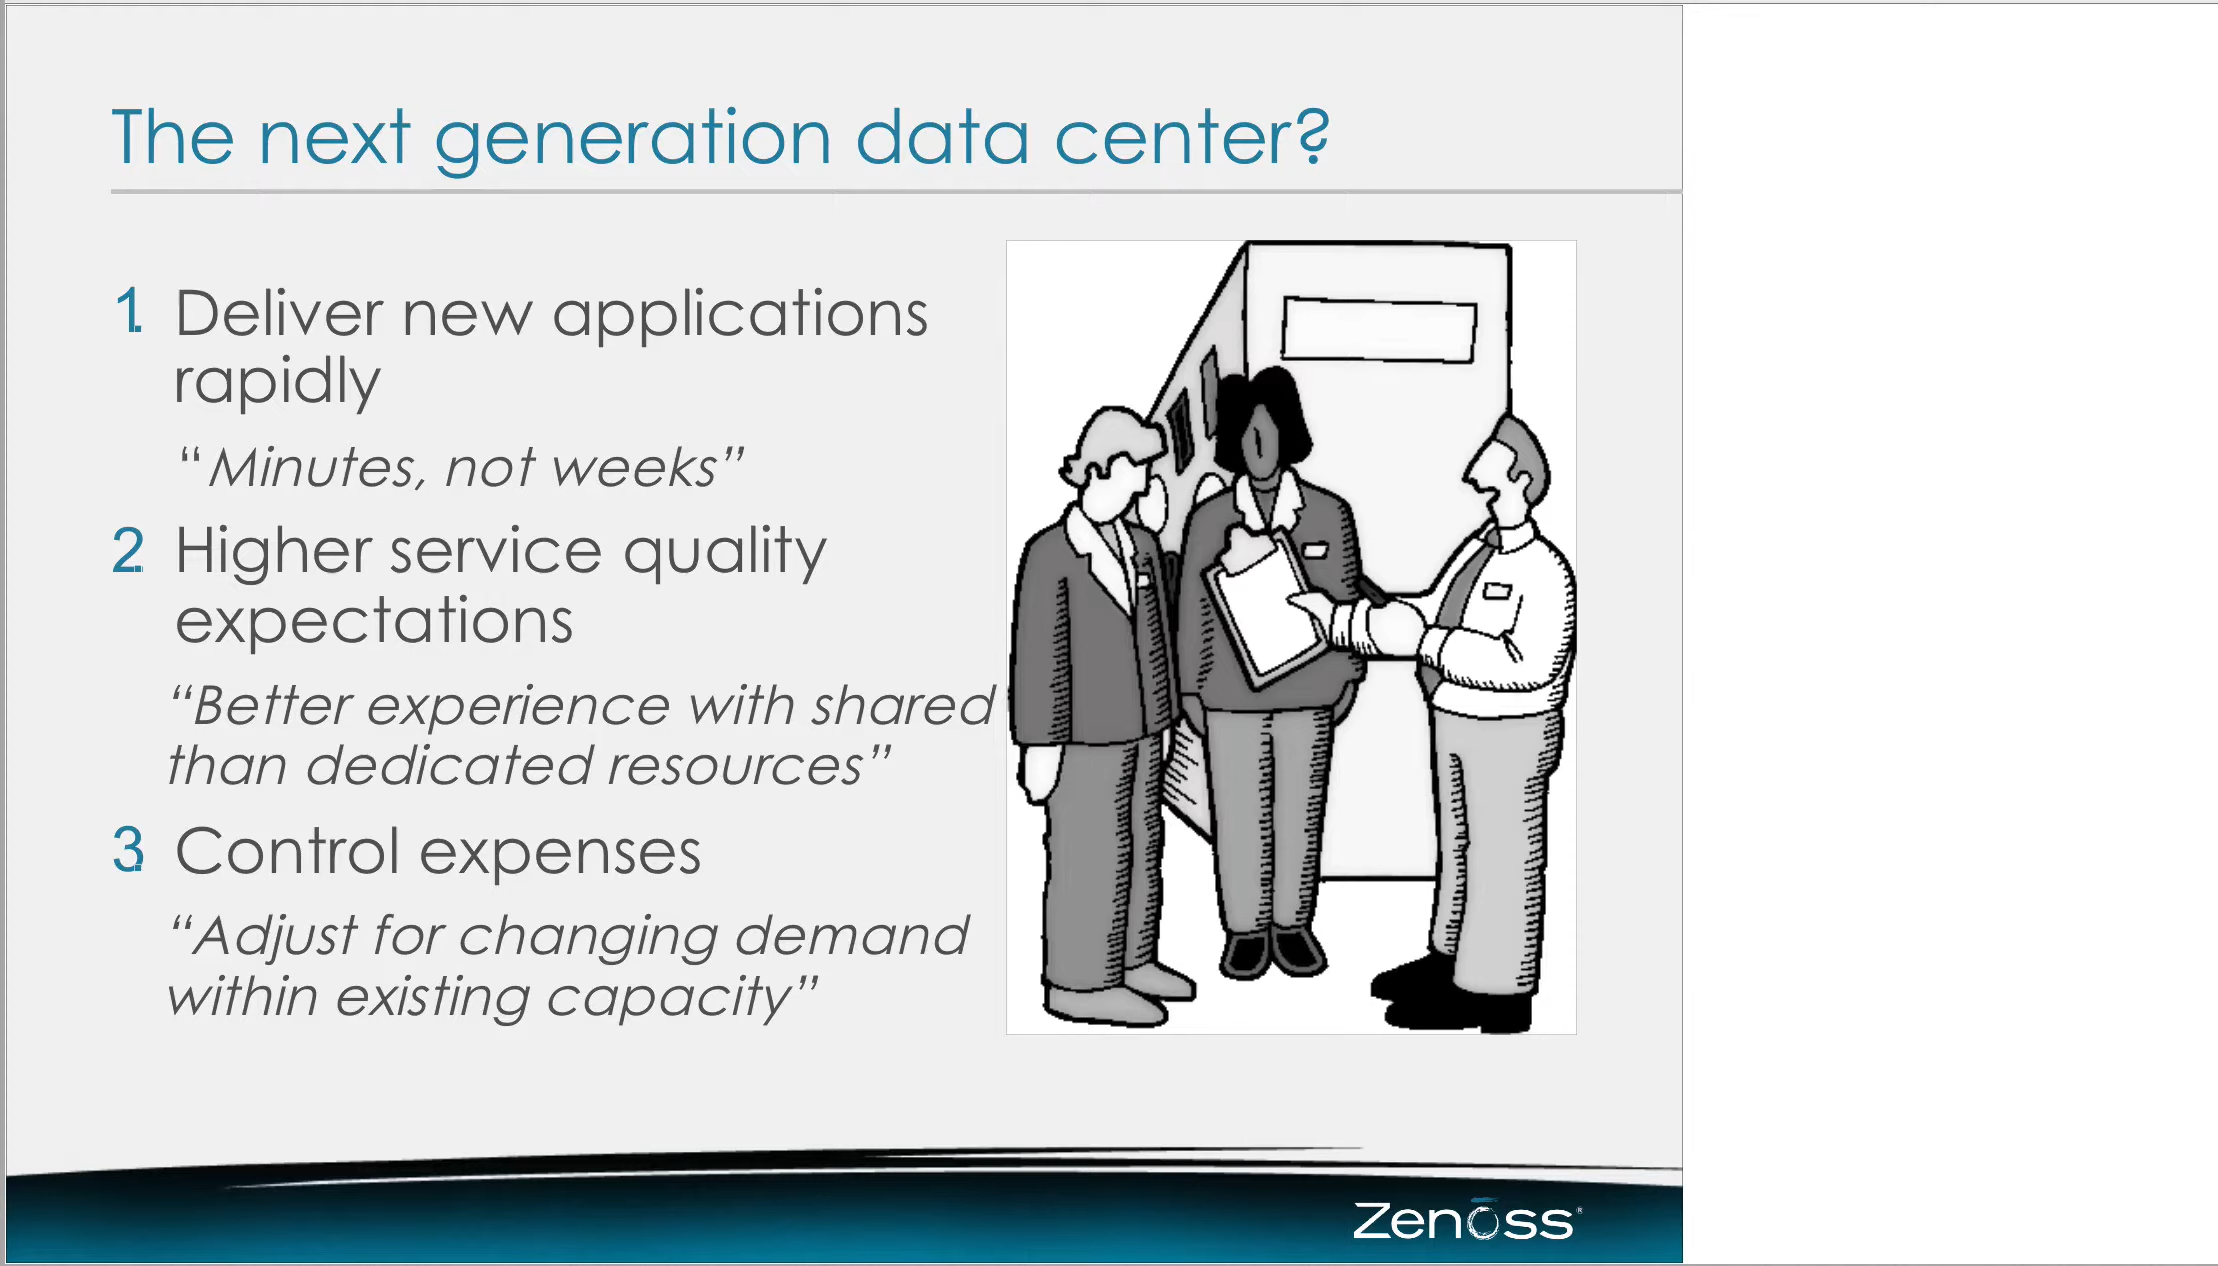 The next generation data center?
1. Deliver new applications
rapidly
“Minutes, not weeks”
2. Higher service quality
expectations
“Better experience with shared
than dedicated resources”
3. Control expenses
“Adjust for changing demand
within existing capacity”
Zenoss®